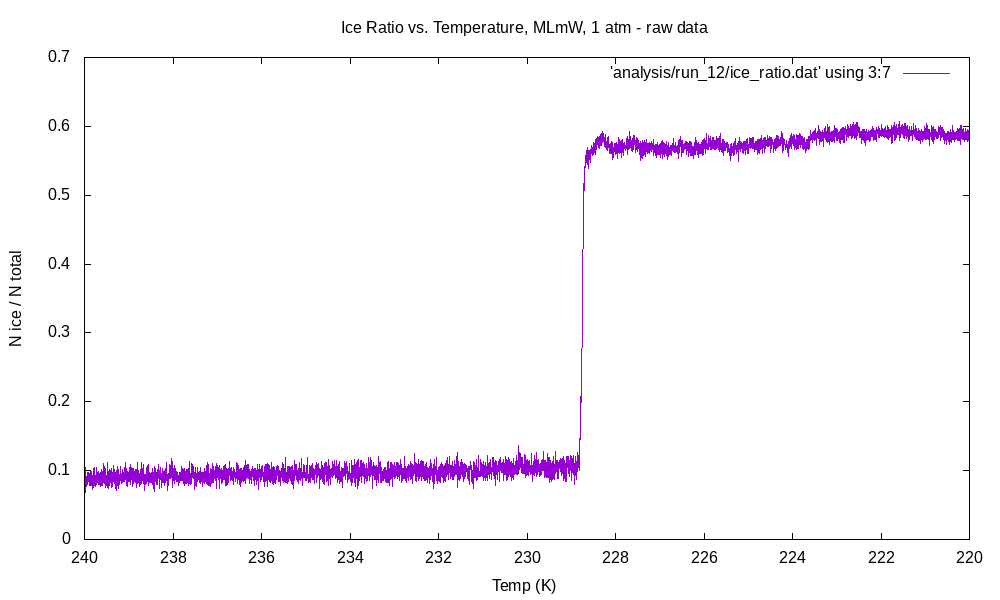 Ice Ratio vs. Temperature, MLmW, 1 atm - raw data
'analysis/run_12/ice_ratio.dat' using 3:7
0.7
0.6
0.5
0.4
0.3
0.2
0.1
0
N ice / N total
240 238 236 234 232 230 228 226 224 222 220
Temp (K)